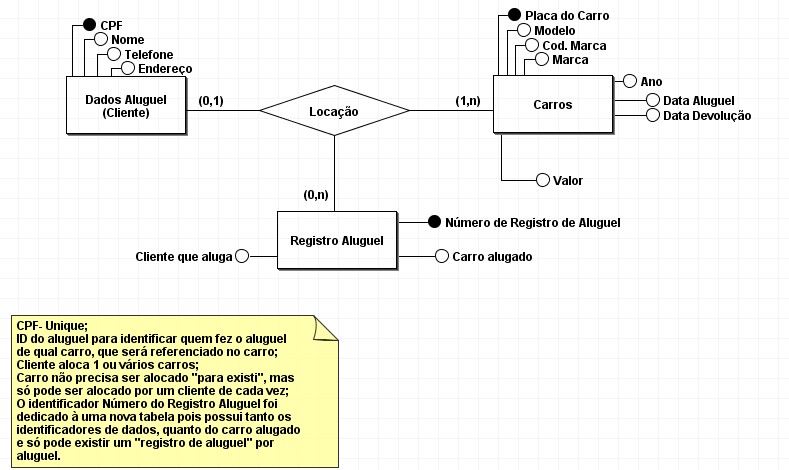 CPF
Nome
Telefone
Endereço
Dados Aluguel
(Cliente)
(0,1)
Locação
(1,n)
Placa do Carro
Modelo
Cod. Marca
Marca
Carros
Ano
Data Aluguel
Data Devolução
Valor
(0,n)
Registro Aluguel
Número de Registro de Aluguel
Cliente que aluga
Carro alugado
CPF- Unique;
ID do aluguel para identificar quem fez o aluguel
de qual carro, que será referenciado no carro;
Cliente aloca 1 ou vários carros;
Carro não precisa ser alocado "para existi", mas
só pode ser alocado por um cliente de cada vez;
O identificador Número do Registro Aluguel foi
dedicado à uma nova tabela pois possui tanto os
identificadores de dados, quanto do carro alugado
e só pode existir um "registro de aluguel" por
aluguel.